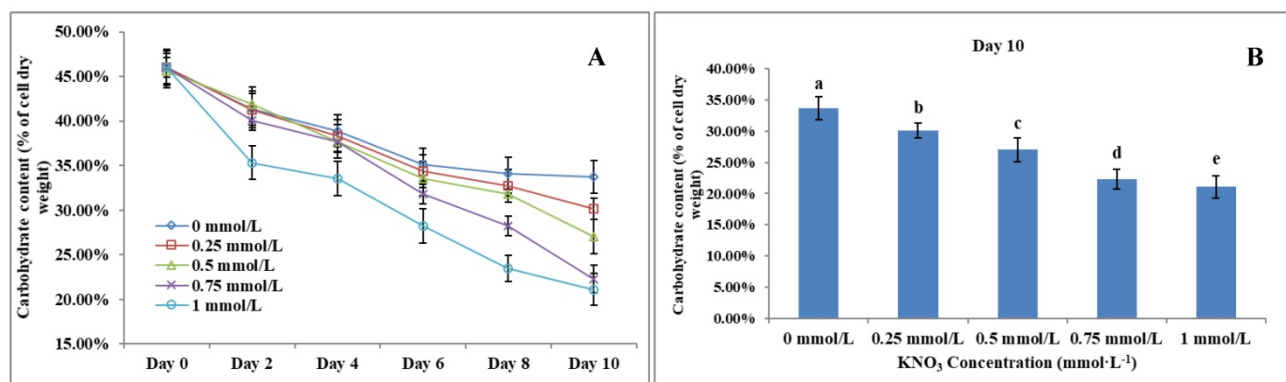 50.00%
45.00%
40.00%
35.00%
30.00%
25.00%
20.00%
15.00%
Carbohydrate content (% of cell dry
weight)
A
0 mmol/L
0.25 mmol/L
0.5 mmol/L
0.75 mmol/L
1 mmol/L
Day 0 Day 2 Day 4 Day 6 Day 8 Day 10
Day 10
B
40.00%
35.00%
30.00%
25.00%
20.00%
15.00%
10.00%
5.00%
0.00%
Carbohydrate content (% of cell dry
weight)
a
b
c
d
e
0 mmol/L 0.25 mmol/L 0.5 mmol/L 0.75 mmol/L 1 mmol/L
KNO₃ Concentration (mmol·L⁻¹)